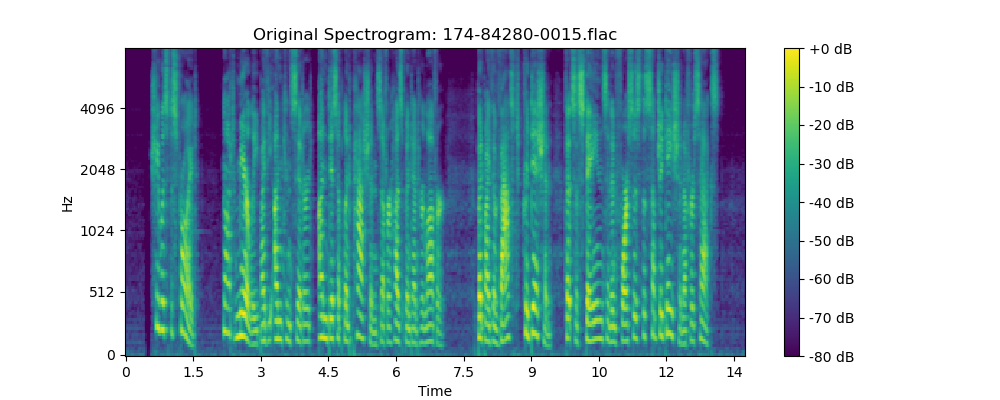 Original Spectrogram: 174-84280-0015.flac
Hz
4096
2048
1024
512
0
0 1.5 3 4.5 6 7.5 9 10 12 14
Time
+0 dB
-10 dB
-20 dB
-30 dB
-40 dB
-50 dB
-60 dB
-70 dB
-80 dB